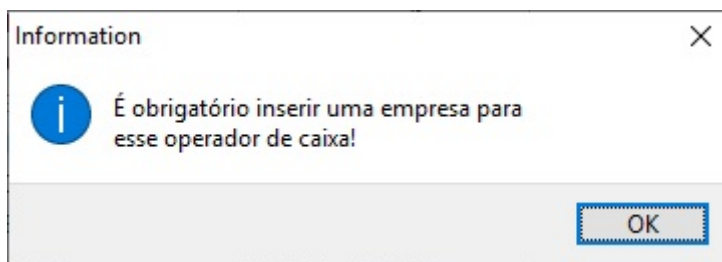 Information
É obrigatório inserir uma empresa para
esse operador de caixa!
OK